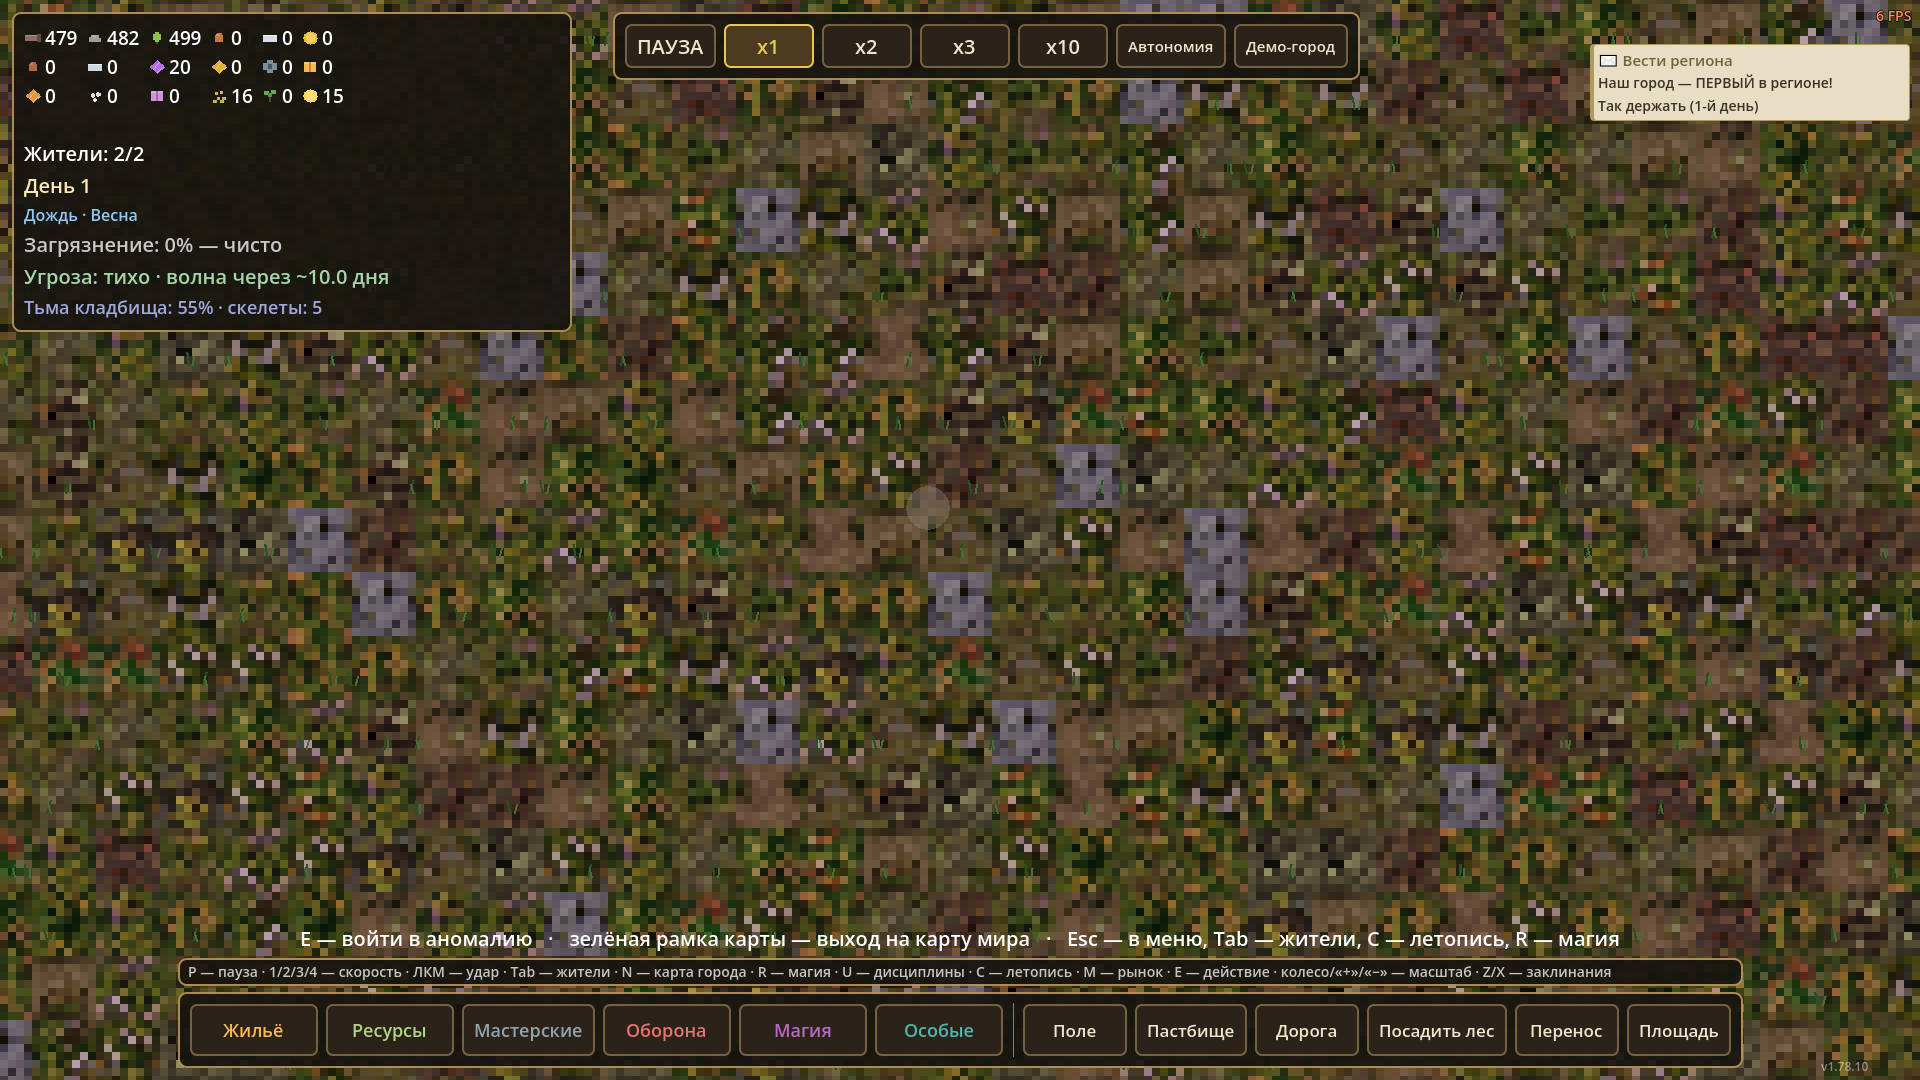 479 482 499 0 0 0
0 0 20 0 0 0
0 0 0 16 0 15
Жители: 2/2
День 1
Дождь · Весна
Загрязнение: 0% — чисто
Угроза: тихо · волна через ~10.0 дня
Тьма кладбища: 55% · скелеты: 5
ПАУЗА x1 x2 x3 x10 Автономия Демо-город
6 FPS
Вести региона
Наш город — ПЕРВЫЙ в регионе!
Так держать (1-й день)
E — войти в аномалию · зелёная рамка карты — выход на карту мира · Esc — в меню, Tab — жители, C — летопись, R — магия
P — пауза · 1/2/3/4 — скорость · ЛКМ — удар · Tab — жители · N — карта города · R — магия · U — дисциплины · C — летопись · M — рынок · E — действие · колесо/«+»/«−» — масштаб · Z/X — заклинания
Жильё Ресурсы Мастерские Оборона Магия Особые Поле Пастбище Дорога Посадить лес Перенос Площадь
v1.78.10